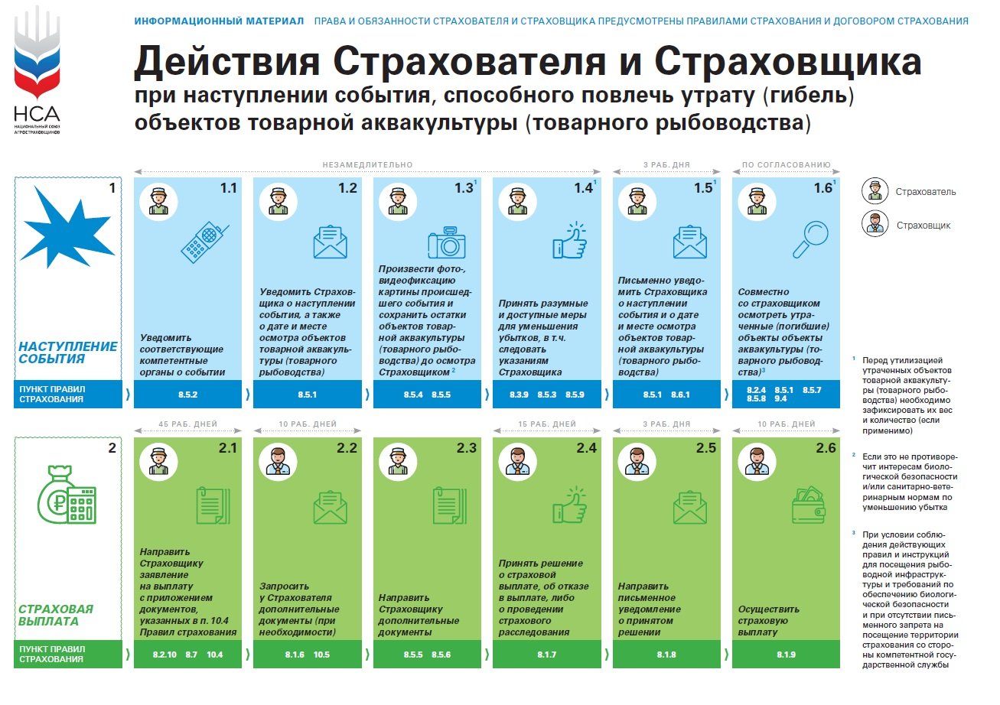 ИНФОРМАЦИОННЫЙ МАТЕРИАЛ ПРАВА И ОБЯЗАННОСТИ СТРАХОВАТЕЛЯ И СТРАХОВЩИКА ПРЕДУСМОТРЕНЫ ПРАВИЛАМИ СТРАХОВАНИЯ И ДОГОВОРОМ СТРАХОВАНИЯ
Действия Страхователя и Страховщика
при наступлении события, способного повлечь утрату (гибель)
объектов товарной аквакультуры (товарного рыбоводства)
НСА
НАЦИОНАЛЬНЫЙ СОЮЗ
АГРОСТРАХОВЩИКОВ
НЕЗАМЕДЛИТЕЛЬНО
3 РАБ. ДНЯ
ПО СОГЛАСОВАНИЮ
1
НАСТУПЛЕНИЕ
СОБЫТИЯ
ПУНКТ ПРАВИЛ
СТРАХОВАНИЯ
1.1
Уведомить
соответствующие
компетентные
органы о событии
8.5.2
1.2
Уведомить Страхов-
щика о наступлении
события, а также
о дате и месте
осмотра объектов
товарной аквакуль-
туры (товарного
рыбоводства)
8.5.1
1.3¹
Произвести фото-,
видеофиксацию
картины происшед-
шего события и
сохранить остатки
объектов товар-
ной аквакультуры
(товарного рыбо-
водства) до осмотра
Страховщиком ²
8.5.4 8.5.5
1.4¹
Принять разумные
и доступные меры
для уменьшения
убытков, в т.ч.
следовать
указаниям
Страховщика
8.3.9 8.5.3 8.5.9
1.5¹
Письменно уведо-
мить Страховщика
о наступлении
события и о дате
и месте осмотра
объектов товар-
ной аквакультуры
(товарного рыбо-
водства)
8.5.1 8.6.1
1.6¹
Совместно
со страховщиком
осмотреть утра-
ченные (погибшие)
объекты объекты
аквакультуры (то-
варного рыбовод-
ства)³
8.2.4 8.5.1 8.5.7
8.5.8 9.4
Страхователь
Страховщик
45 РАБ. ДНЕЙ
10 РАБ. ДНЕЙ
15 РАБ. ДНЕЙ
3 РАБ. ДНЯ
10 РАБ. ДНЕЙ
2
СТРАХОВАЯ
ВЫПЛАТА
ПУНКТ ПРАВИЛ
СТРАХОВАНИЯ
2.1
Направить
Страховщику
заявление
на выплату
с приложением
документов,
указанных в п. 10.4
Правил страхования
8.2.10 8.7 10.4
2.2
Запросить
у Страхователя
дополнительные
документы (при
необходимости)
8.1.6 10.5
2.3
Направить
Страховщику
дополнительные
документы
8.5.5 8.5.6
2.4
Принять решение
о страховой
выплате, об отказе
в выплате, либо
о проведении
страхового
расследования
8.1.7
2.5
Направить
письменное
уведомление
о принятом
решении
8.1.8
2.6
Осуществить
страховую
выплату
8.1.9
¹ Перед утилизацией
утраченных объектов
товарной аквакульту-
ры (товарного рыбо-
водства) необходимо
зафиксировать их вес
и количество (если
применимо)
² Если это не противоре-
чит интересам биоло-
гической безопасности
и/или санитарно-вете-
ринарным нормам по
уменьшению убытка
³ При условии соблю-
дения действующих
правил и инструкций
для посещения рыбо-
водной инфраструк-
туры и требований по
обеспечению биологи-
ческой безопасности
и при отсутствии пись-
менного запрета на
посещение территории
страхования со сторо-
ны компетентной госу-
дарственной службы